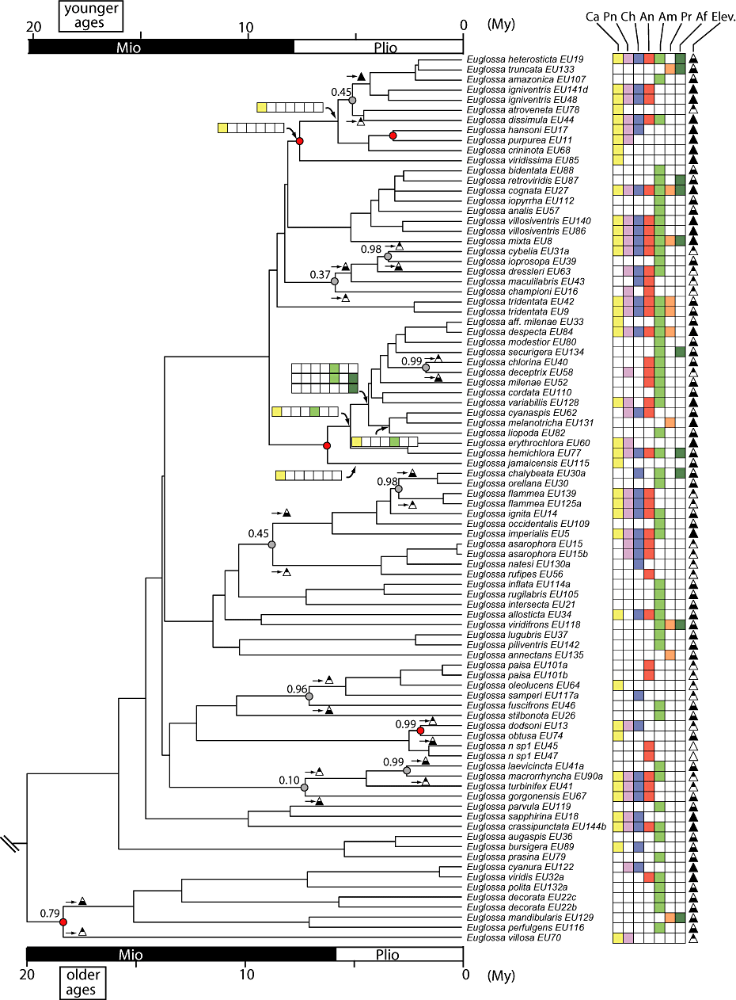 younger
ages
Ca Pn Ch An Am Pr Af Elev.
20 10 0 (My)
Mio Plio
Euglossa heterosticta EU19
Euglossa truncata EU133
Euglossa amazonica EU107
Euglossa igniventris EU141d
0.45
Euglossa igniventris EU48
Euglossa atroveneta EU78
Euglossa dissimula EU44
Euglossa hansoni EU17
Euglossa purpurea EU11
Euglossa crininota EU68
Euglossa viridissima EU85
Euglossa bidentata EU88
Euglossa retroviridis EU87
Euglossa cognata EU27
Euglossa iopyrrha EU112
Euglossa analis EU57
Euglossa villosiventris EU140
Euglossa villosiventris EU86
Euglossa mixta EU8
0.98
Euglossa cybelia EU31a
Euglossa ioprosopa EU39
Euglossa dressleri EU63
0.37
Euglossa maculilabris EU43
Euglossa championi EU16
Euglossa tridentata EU42
Euglossa tridentata EU9
Euglossa aff. milenae EU33
Euglossa despecta EU84
Euglossa modestior EU80
Euglossa securigera EU134
0.99
Euglossa chlorina EU40
Euglossa deceptrix EU58
Euglossa milenae EU52
Euglossa cordata EU110
Euglossa variabillis EU128
Euglossa cyanaspis EU62
Euglossa melanotricha EU131
Euglossa liopoda EU82
Euglossa erythrochlora EU60
Euglossa hemichlora EU77
Euglossa jamaicensis EU115
Euglossa chalybeata EU30a
0.98
Euglossa orellana EU30
Euglossa flammea EU139
Euglossa flammea EU125a
Euglossa ignita EU14
Euglossa occidentalis EU109
0.45
Euglossa imperialis EU5
Euglossa asarophora EU15
Euglossa asarophora EU15b
Euglossa natesi EU130a
Euglossa rufipes EU56
Euglossa inflata EU114a
Euglossa rugilabris EU105
Euglossa intersecta EU21
Euglossa allosticta EU34
Euglossa viridifrons EU118
Euglossa lugubris EU37
Euglossa piliventris EU142
Euglossa annectans EU135
Euglossa paisa EU101a
Euglossa paisa EU101b
0.96
Euglossa oleolucens EU64
Euglossa samperi EU117a
Euglossa fuscifrons EU46
Euglossa stilbonota EU26
0.99
Euglossa dodsoni EU13
Euglossa obtusa EU74
Euglossa n sp1 EU45
Euglossa n sp1 EU47
0.99
Euglossa laevicincta EU41a
Euglossa macrorrhyncha EU90a
0.10
Euglossa turbinifex EU41
Euglossa gorgonensis EU67
Euglossa parvula EU119
Euglossa sapphirina EU18
Euglossa crassipunctata EU144b
Euglossa augaspis EU36
Euglossa bursigera EU89
Euglossa prasina EU79
Euglossa cyanura EU122
Euglossa viridis EU32a
Euglossa polita EU132a
Euglossa decorata EU22c
Euglossa decorata EU22b
0.79
Euglossa mandibularis EU129
Euglossa perfulgens EU116
Euglossa villosa EU70
Mio Plio
20 10 0 (My)
older
ages